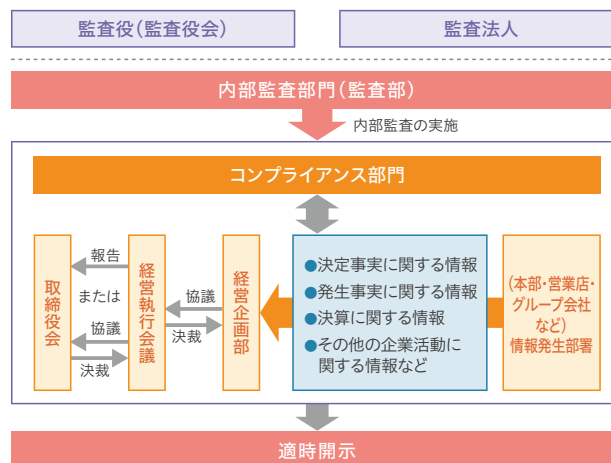 監査役(監査役会)
監査法人
内部監査部門(監査部)
内部監査の実施
コンプライアンス部門
取締役会
報告
または
協議
決裁
経営執行会議
協議
決裁
経営企画部
●決定事実に関する情報
●発生事実に関する情報
●決算に関する情報
●その他の企業活動に
関する情報など
(本部・営業店・
グループ会社
など)
情報発生部署
適時開示